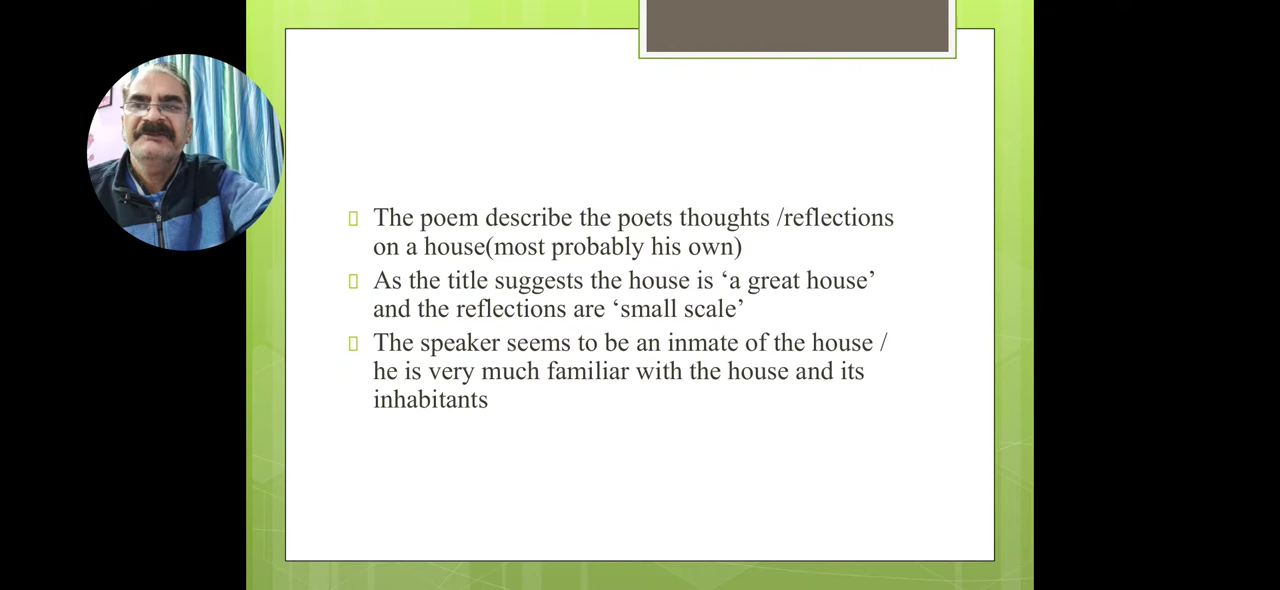 The poem describe the poets thoughts /reflections
on a house(most probably his own)
As the title suggests the house is ‘a great house’
and the reflections are ‘small scale’
The speaker seems to be an inmate of the house /
he is very much familiar with the house and its
inhabitants